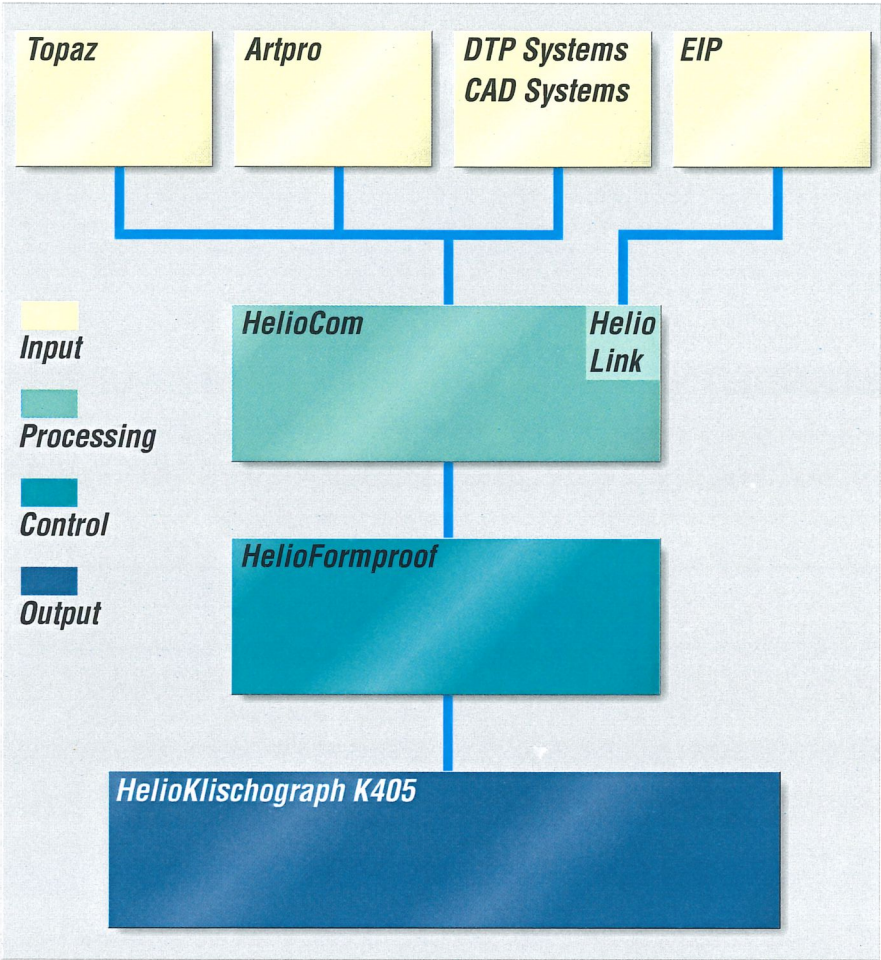 Topaz
Artpro
DTP Systems
CAD Systems
EIP
HelioCom
Helio
Link
Input
Processing
Control
Output
HelioFormproof
HelioKlischograph K405